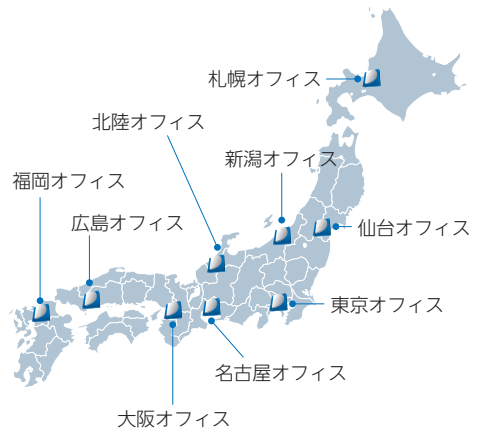 札幌オフィス
北陸オフィス
新潟オフィス
福岡オフィス
広島オフィス
仙台オフィス
東京オフィス
名古屋オフィス
大阪オフィス